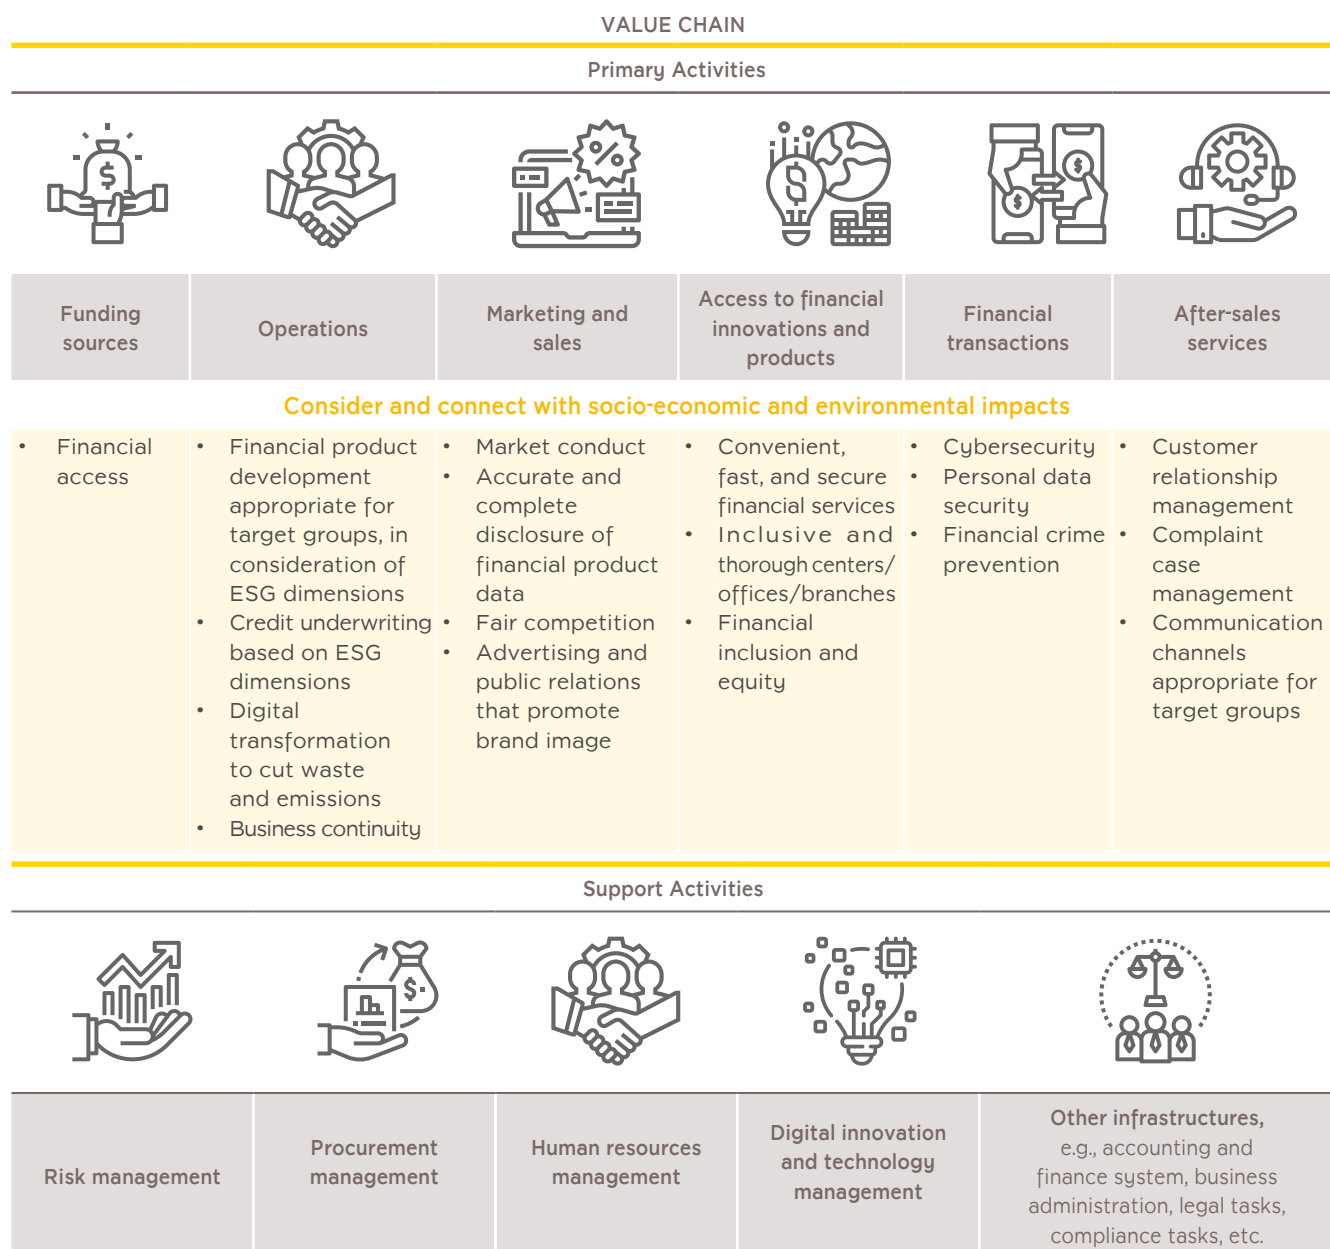 VALUE CHAIN
Primary Activities
Funding
sources
Operations
Marketing and
sales
Access to financial
innovations and
products
Financial
transactions
After-sales
services
Consider and connect with socio-economic and environmental impacts
• Financial
access
• Financial product
development
appropriate for
target groups, in
consideration of
ESG dimensions
• Credit underwriting
based on ESG
dimensions
• Digital
transformation
to cut waste
and emissions
• Business continuity
• Market conduct
• Accurate and
complete
disclosure of
financial product
data
• Fair competition
• Advertising and
public relations
that promote
brand image
• Convenient,
fast, and secure
financial services
• Inclusive and
thorough centers/
offices/branches
• Financial
inclusion and
equity
• Cybersecurity
• Personal data
security
• Financial crime
prevention
• Customer
relationship
management
• Complaint
case
management
• Communication
channels
appropriate for
target groups
Support Activities
Risk management
Procurement
management
Human resources
management
Digital innovation
and technology
management
Other infrastructures,
e.g., accounting and
finance system, business
administration, legal tasks,
compliance tasks, etc.